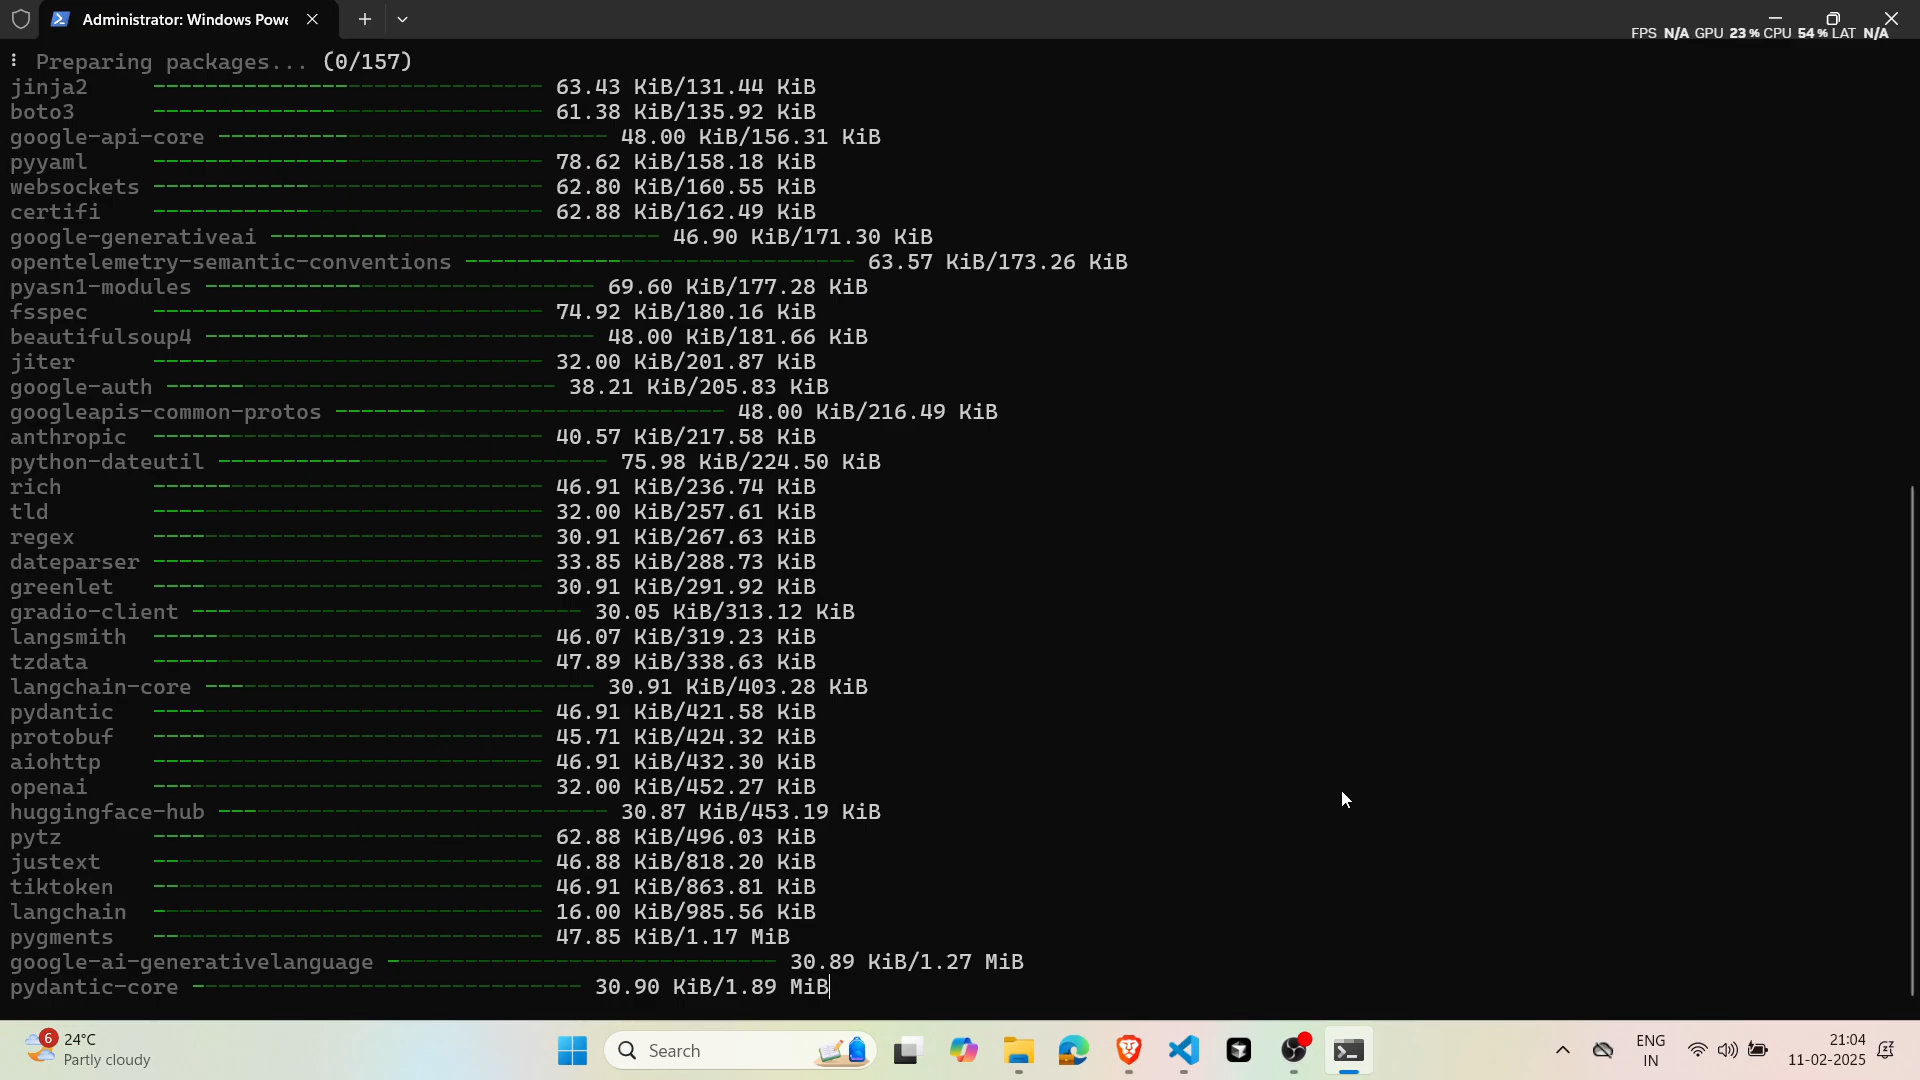 Administrator: Windows Powe
FPS N/A GPU 23 % CPU 54 % LAT N/A
Preparing packages... (0/157)
jinja2 63.43 KiB/131.44 KiB
boto3 61.38 KiB/135.92 KiB
google-api-core 48.00 KiB/156.31 KiB
pyyaml 78.62 KiB/158.18 KiB
websockets 62.80 KiB/160.55 KiB
certifi 62.88 KiB/162.49 KiB
google-generativeai 46.90 KiB/171.30 KiB
opentelemetry-semantic-conventions 63.57 KiB/173.26 KiB
pyasn1-modules 69.60 KiB/177.28 KiB
fsspec 74.92 KiB/180.16 KiB
beautifulsoup4 48.00 KiB/181.66 KiB
jiter 32.00 KiB/201.87 KiB
google-auth 38.21 KiB/205.83 KiB
googleapis-common-protos 48.00 KiB/216.49 KiB
anthropic 40.57 KiB/217.58 KiB
python-dateutil 75.98 KiB/224.50 KiB
rich 46.91 KiB/236.74 KiB
tld 32.00 KiB/257.61 KiB
regex 30.91 KiB/267.63 KiB
dateparser 33.85 KiB/288.73 KiB
greenlet 30.91 KiB/291.92 KiB
gradio-client 30.05 KiB/313.12 KiB
langsmith 46.07 KiB/319.23 KiB
tzdata 47.89 KiB/338.63 KiB
langchain-core 30.91 KiB/403.28 KiB
pydantic 46.91 KiB/421.58 KiB
protobuf 45.71 KiB/424.32 KiB
aiohttp 46.91 KiB/432.30 KiB
openai 32.00 KiB/452.27 KiB
huggingface-hub 30.87 KiB/453.19 KiB
pytz 62.88 KiB/496.03 KiB
justext 46.88 KiB/818.20 KiB
tiktoken 46.91 KiB/863.81 KiB
langchain 16.00 KiB/985.56 KiB
pygments 47.85 KiB/1.17 MiB
google-ai-generativelanguage 30.89 KiB/1.27 MiB
pydantic-core 30.90 KiB/1.89 MiB
6
24°C
Partly cloudy
Search
ENG
IN
21:04
11-02-2025